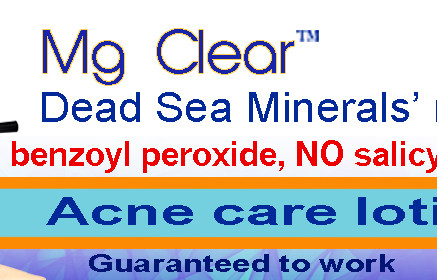 Mg Clear™
Dead Sea Minerals'
benzoyl peroxide, NO
Acne care
Guaranteed to work